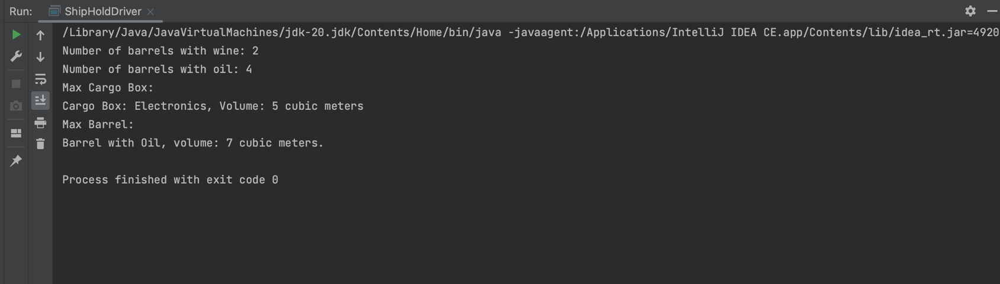 Run: ShipHoldDriver
/Library/Java/JavaVirtualMachines/jdk-20.jdk/Contents/Home/bin/java -javaagent:/Applications/IntelliJ IDEA CE.app/Contents/lib/idea_rt.jar=4920
Number of barrels with wine: 2
Number of barrels with oil: 4
Max Cargo Box:
Cargo Box: Electronics, Volume: 5 cubic meters
Max Barrel:
Barrel with Oil, volume: 7 cubic meters.
Process finished with exit code 0